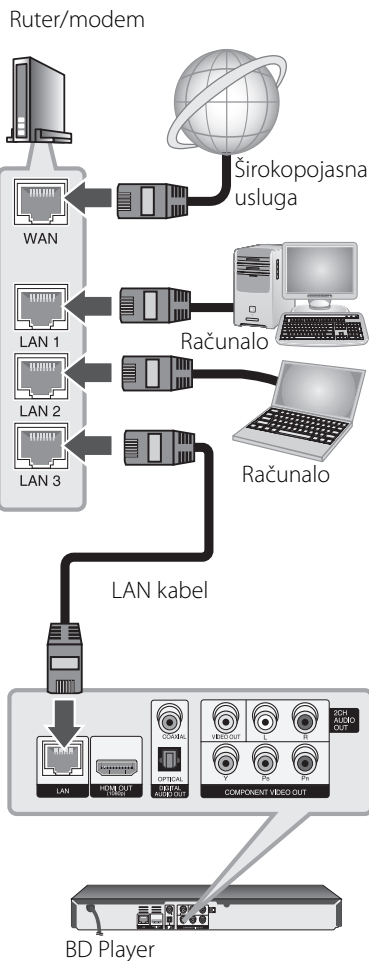 Ruter/modem
Širokopojasna
usluga
WAN
LAN 1
Računalo
LAN 2
LAN 3
Računalo
LAN kabel
COAXIAL
VIDEO OUT
L
R
2CH
AUDIO
OUT
LAN
HDMI OUT
(1080p)
OPTICAL
DIGITAL
AUDIO OUT
Y
PB
PR
COMPONENT VIDEO OUT
BD Player